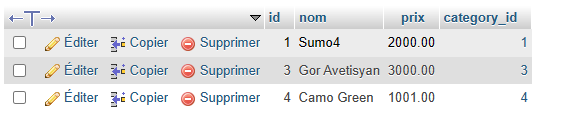 id nom prix category_id
Éditer Copier Supprimer 1 Sumo4 2000.00 1
Éditer Copier Supprimer 3 Gor Avetisyan 3000.00 3
Éditer Copier Supprimer 4 Camo Green 1001.00 4